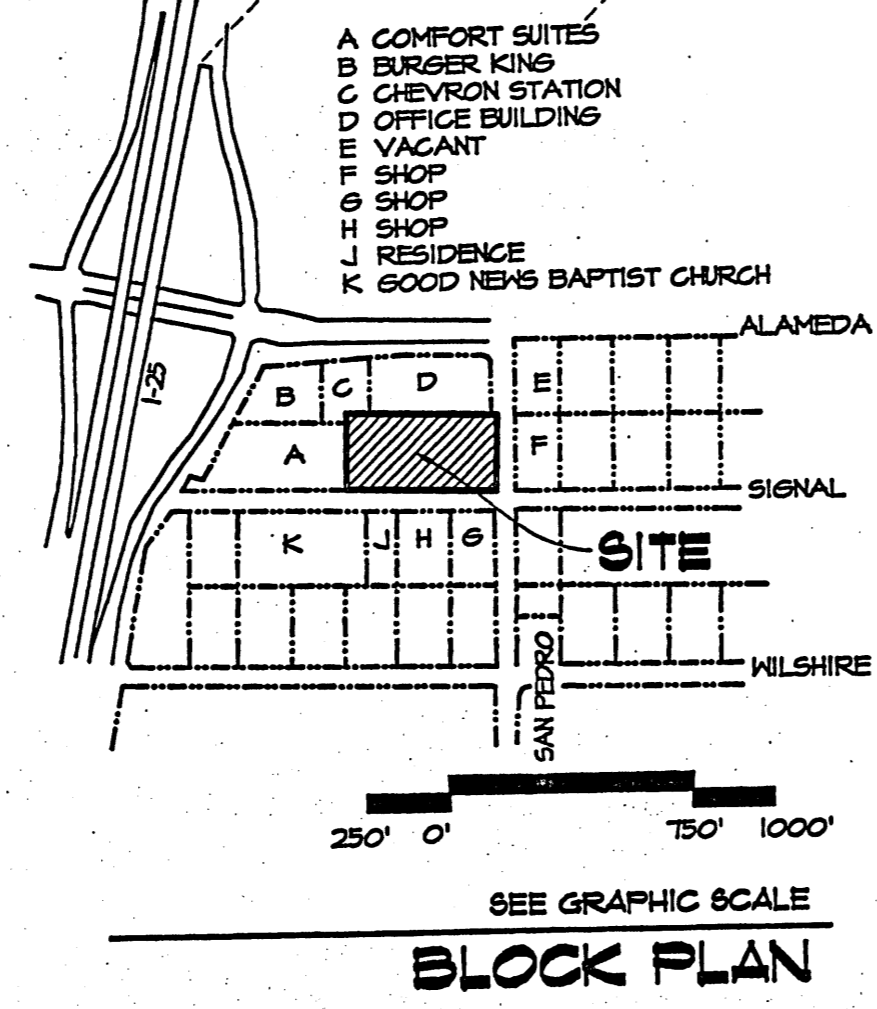 A COMFORT SUITES
B BURGER KING
C CHEVRON STATION
D OFFICE BUILDING
E VACANT
F SHOP
G SHOP
H SHOP
J RESIDENCE
K GOOD NEWS BAPTIST CHURCH
ALAMEDA
I-25
B C D E
A F
SIGNAL
K J H G
SITE
WILSHIRE
SAN PEDRO
250' 0' 750' 1000'
SEE GRAPHIC SCALE
BLOCK PLAN